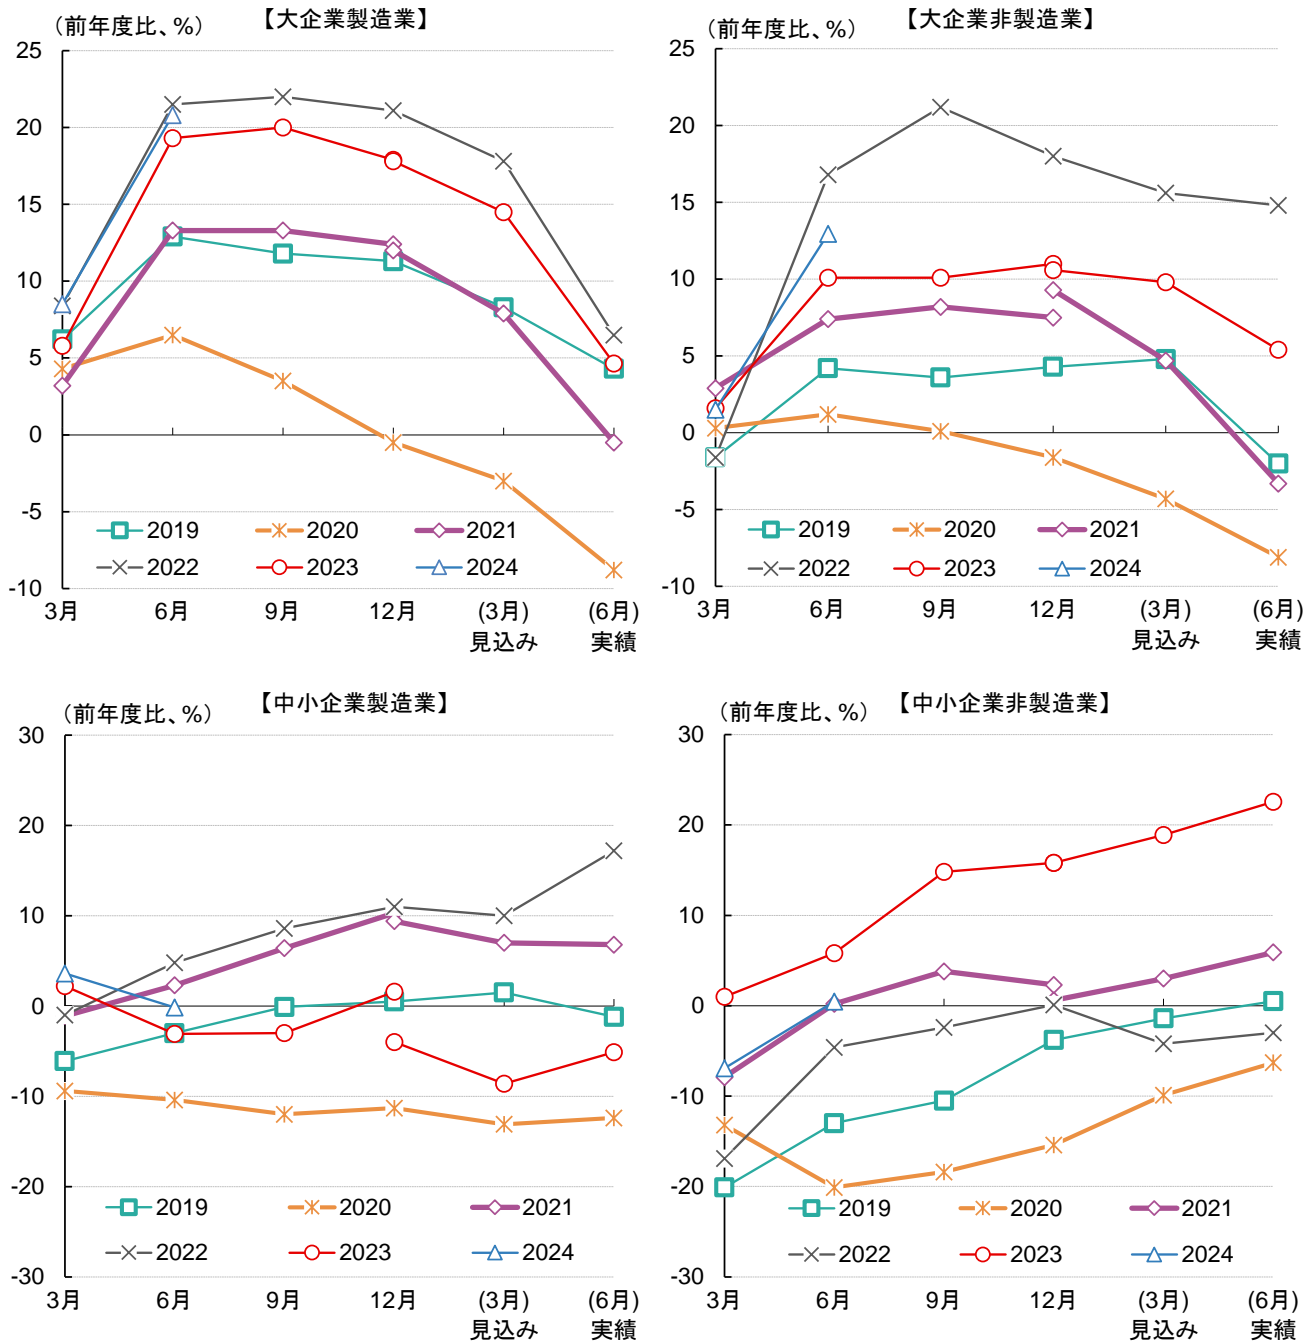 (前年度比、%) 【大企業製造業】
25
20
15
10
5
0
-5
-10
2019 2020 2021
2022 2023 2024
3月 6月 9月 12月 (3月) (6月)
見込み 実績
(前年度比、%) 【大企業非製造業】
25
20
15
10
5
0
-5
-10
2019 2020 2021
2022 2023 2024
3月 6月 9月 12月 (3月) (6月)
見込み 実績
(前年度比、%) 【中小企業製造業】
30
20
10
0
-10
-20
-30
2019 2020 2021
2022 2023 2024
3月 6月 9月 12月 (3月) (6月)
見込み 実績
(前年度比、%) 【中小企業非製造業】
30
20
10
0
-10
-20
-30
2019 2020 2021
2022 2023 2024
3月 6月 9月 12月 (3月) (6月)
見込み 実績